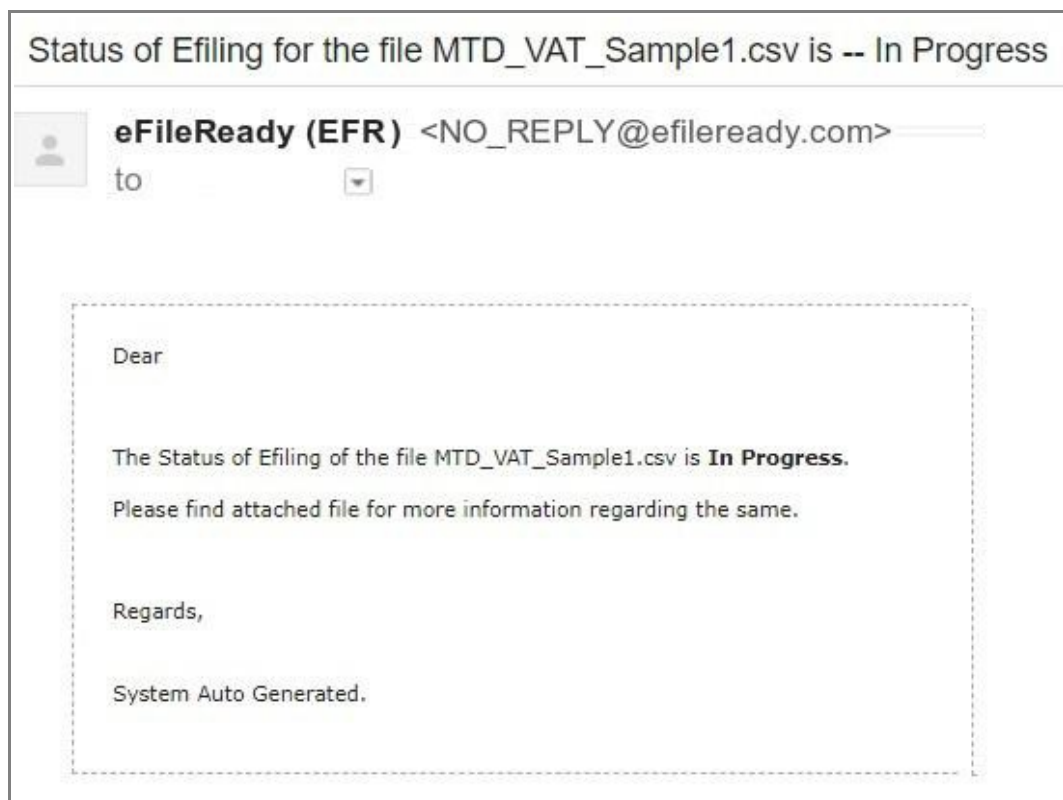 Status of Efiling for the file MTD_VAT_Sample1.csv is -- In Progress
eFileReady (EFR) <NO_REPLY@efileready.com>
to
Dear
The Status of Efiling of the file MTD_VAT_Sample1.csv is In Progress.
Please find attached file for more information regarding the same.
Regards,
System Auto Generated.